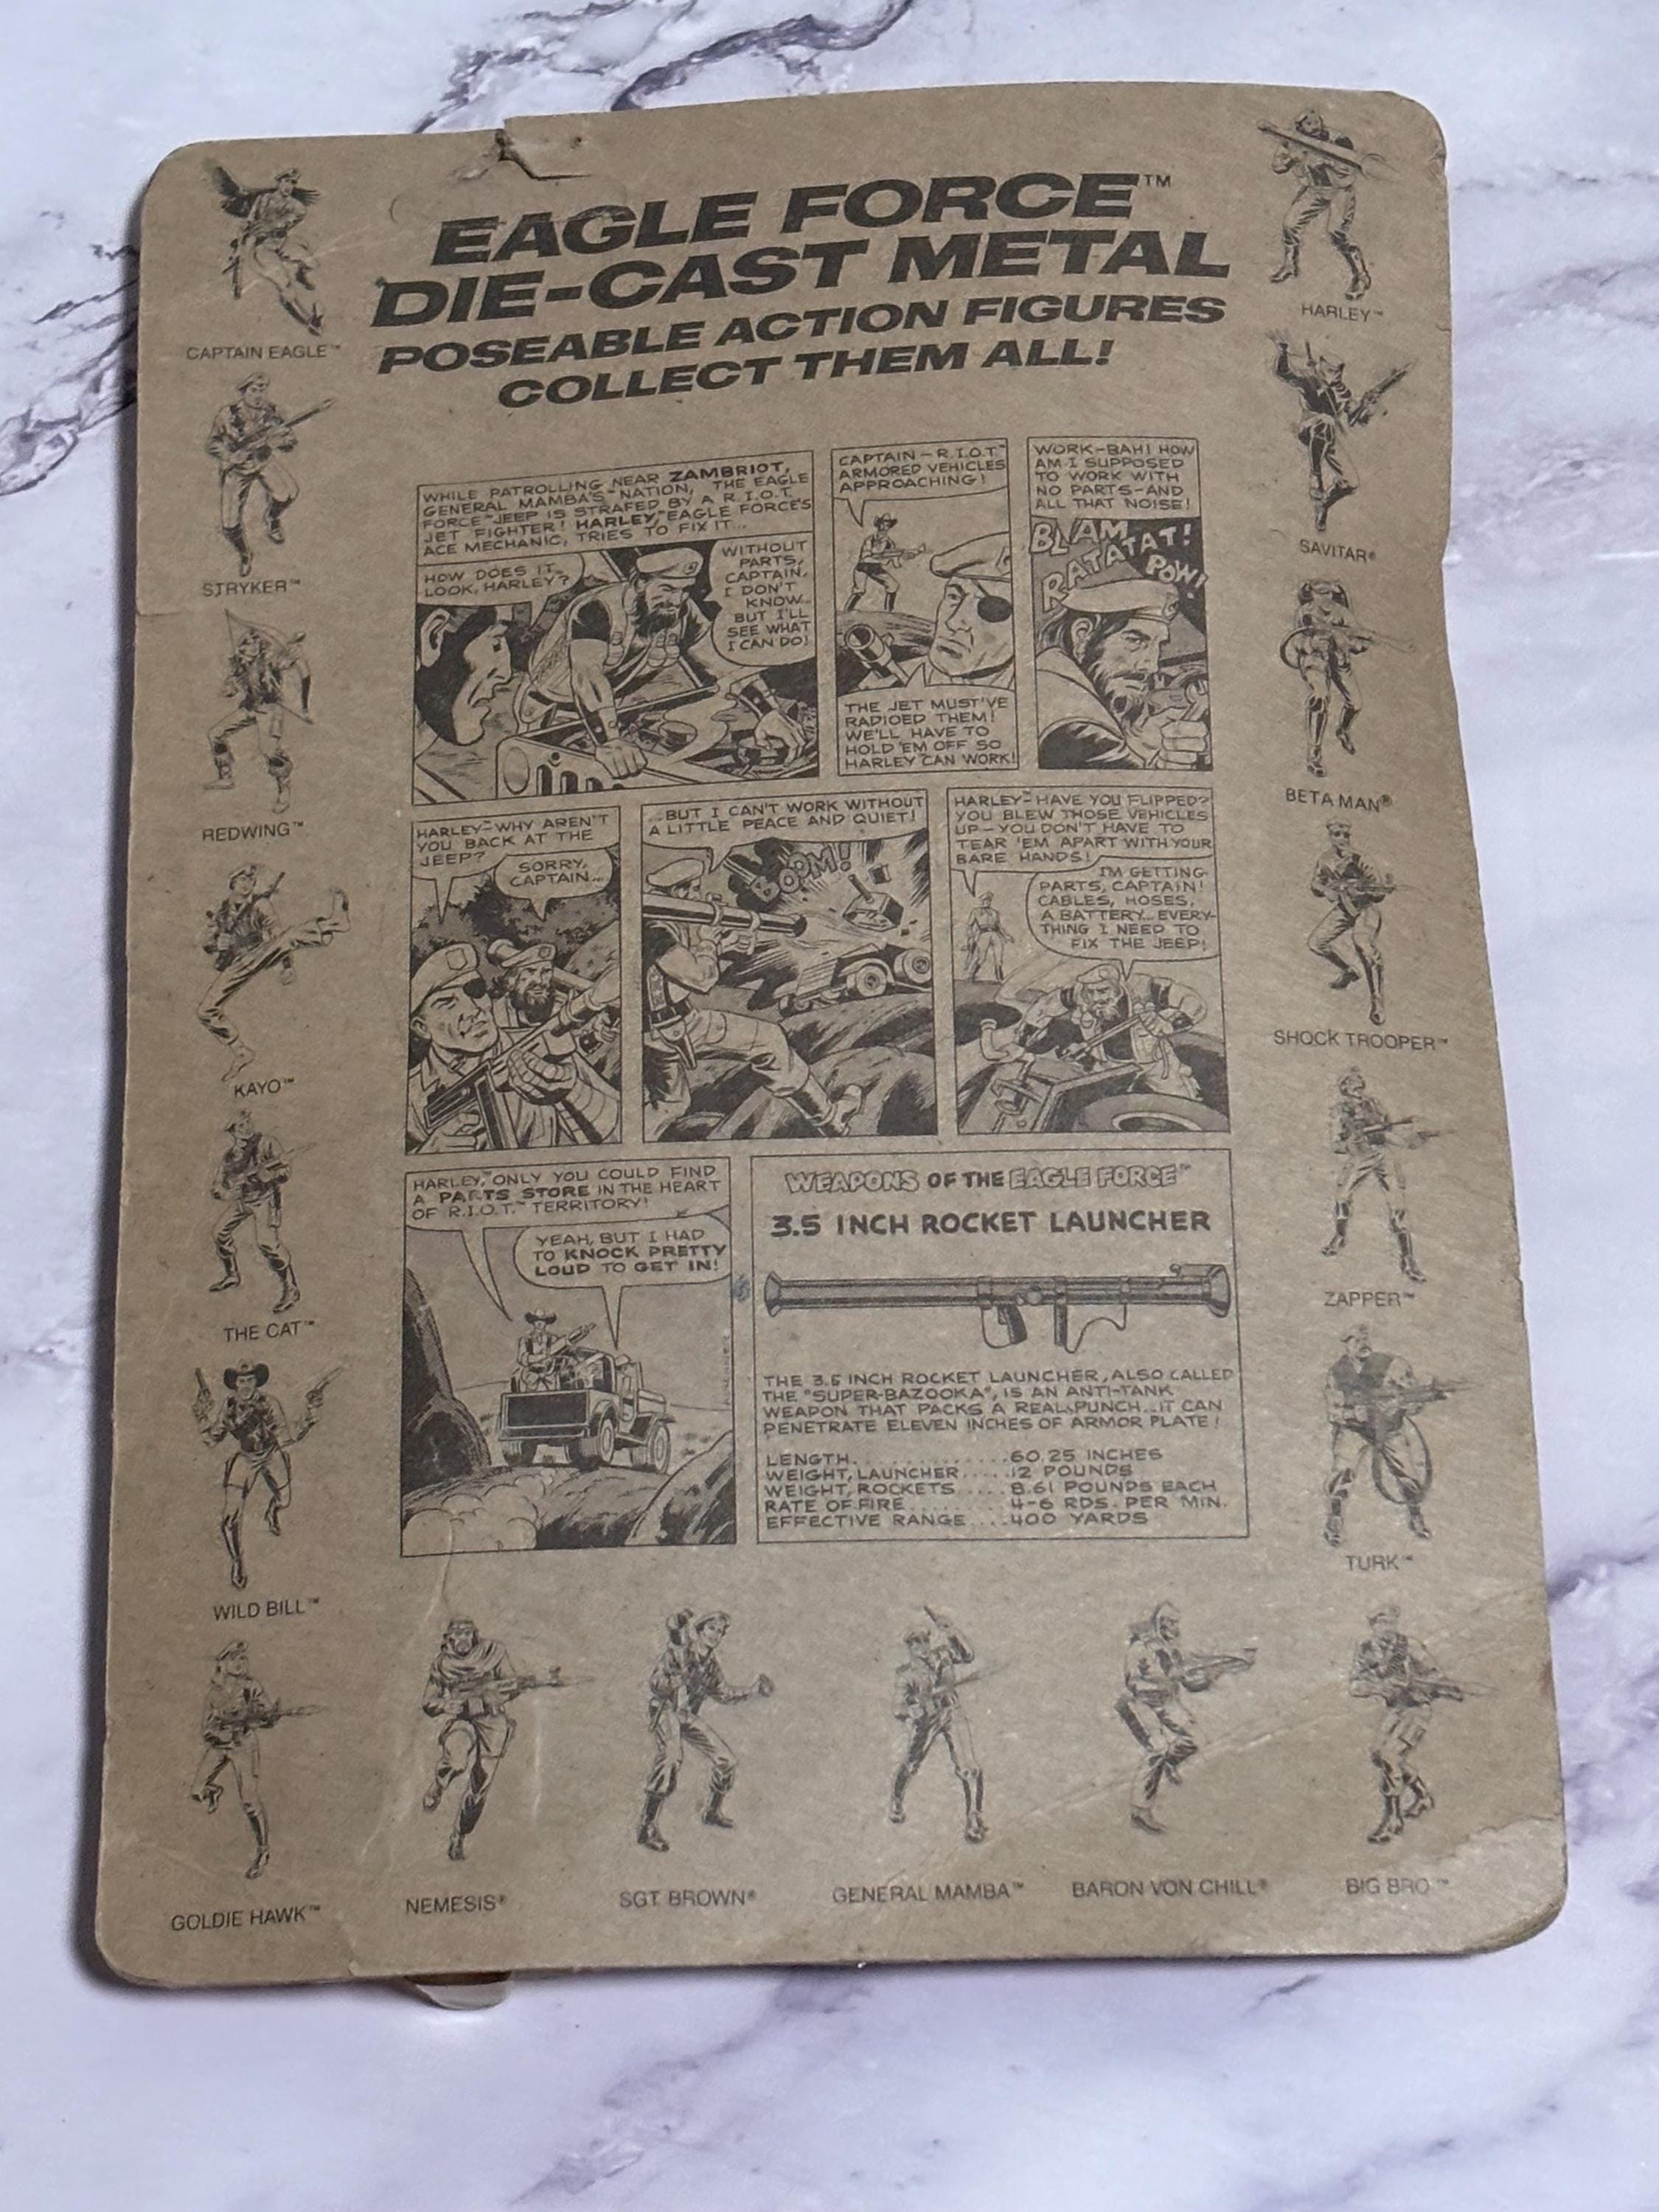 EAGLE FORCE™
DIE-CAST METAL
POSEABLE ACTION FIGURES
COLLECT THEM ALL!
CAPTAIN EAGLE™
STRYKER™
REDWING™
KAYO™
THE CAT™
WILD BILL™
GOLDIE HAWK™
HARLEY™
SAVITAR®
BETA MAN®
SHOCK TROOPER™
ZAPPER™
TURK™
NEMESIS®
SGT. BROWN®
GENERAL MAMBA™
BARON VON CHILL®
BIG BRO™
WHILE PATROLLING NEAR ZAMBRIOT,
GENERAL MAMBA'S™ NATION, THE EAGLE
FORCE™ JEEP IS STRAFED BY A R.I.O.T.
JET FIGHTER! HARLEY,™ EAGLE FORCE'S
ACE MECHANIC, TRIES TO FIX IT...
HOW DOES IT
LOOK, HARLEY?
WITHOUT
PARTS,
CAPTAIN,
I DON'T
KNOW...
BUT I'LL
SEE WHAT
I CAN DO!
CAPTAIN-R.I.O.T.™
ARMORED VEHICLES
APPROACHING!
THE JET MUST'VE
RADIOED THEM!
WE'LL HAVE TO
HOLD 'EM OFF SO
HARLEY CAN WORK!
WORK-BAH! HOW
AM I SUPPOSED
TO WORK WITH
NO PARTS-AND
ALL THAT NOISE!
BLAM
RATATAT!
POW!
HARLEY™-WHY AREN'T
YOU BACK AT THE
JEEP?
SORRY,
CAPTAIN...
...BUT I CAN'T WORK WITHOUT
A LITTLE PEACE AND QUIET!
BOOM!
HARLEY™-HAVE YOU FLIPPED?
YOU BLEW THOSE VEHICLES
UP-YOU DON'T HAVE TO
TEAR 'EM APART WITH YOUR
BARE HANDS!
I'M GETTING
PARTS, CAPTAIN!
CABLES, HOSES,
A BATTERY...EVERY-
THING I NEED TO
FIX THE JEEP!
HARLEY,™ ONLY YOU COULD FIND
A PARTS STORE IN THE HEART
OF R.I.O.T.™ TERRITORY!
YEAH, BUT I HAD
TO KNOCK PRETTY
LOUD TO GET IN!
WEAPONS OF THE EAGLE FORCE™
3.5 INCH ROCKET LAUNCHER
THE 3.5 INCH ROCKET LAUNCHER, ALSO CALLED
THE "SUPER-BAZOOKA", IS AN ANTI-TANK
WEAPON THAT PACKS A REAL PUNCH...IT CAN
PENETRATE ELEVEN INCHES OF ARMOR PLATE!
LENGTH..............60.25 INCHES
WEIGHT, LAUNCHER.....12 POUNDS
WEIGHT, ROCKETS ....8.61 POUNDS EACH
RATE OF FIRE.........4-6 RDS. PER MIN.
EFFECTIVE RANGE....400 YARDS